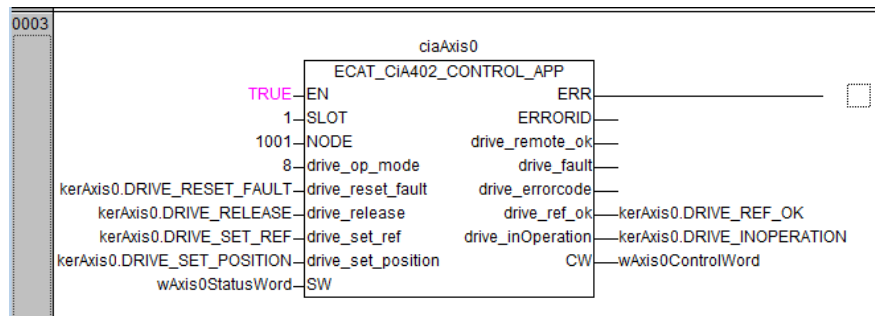 0003
ciaAxis0
ECAT_CiA402_CONTROL_APP
TRUE EN ERR
1 SLOT ERRORID
1001 NODE drive_remote_ok
8 drive_op_mode drive_fault
kerAxis0.DRIVE_RESET_FAULT drive_reset_fault drive_errorcode
kerAxis0.DRIVE_RELEASE drive_release drive_ref_ok kerAxis0.DRIVE_REF_OK
kerAxis0.DRIVE_SET_REF drive_set_ref drive_inOperation kerAxis0.DRIVE_INOPERATION
kerAxis0.DRIVE_SET_POSITION drive_set_position CW wAxis0ControlWord
wAxis0StatusWord SW